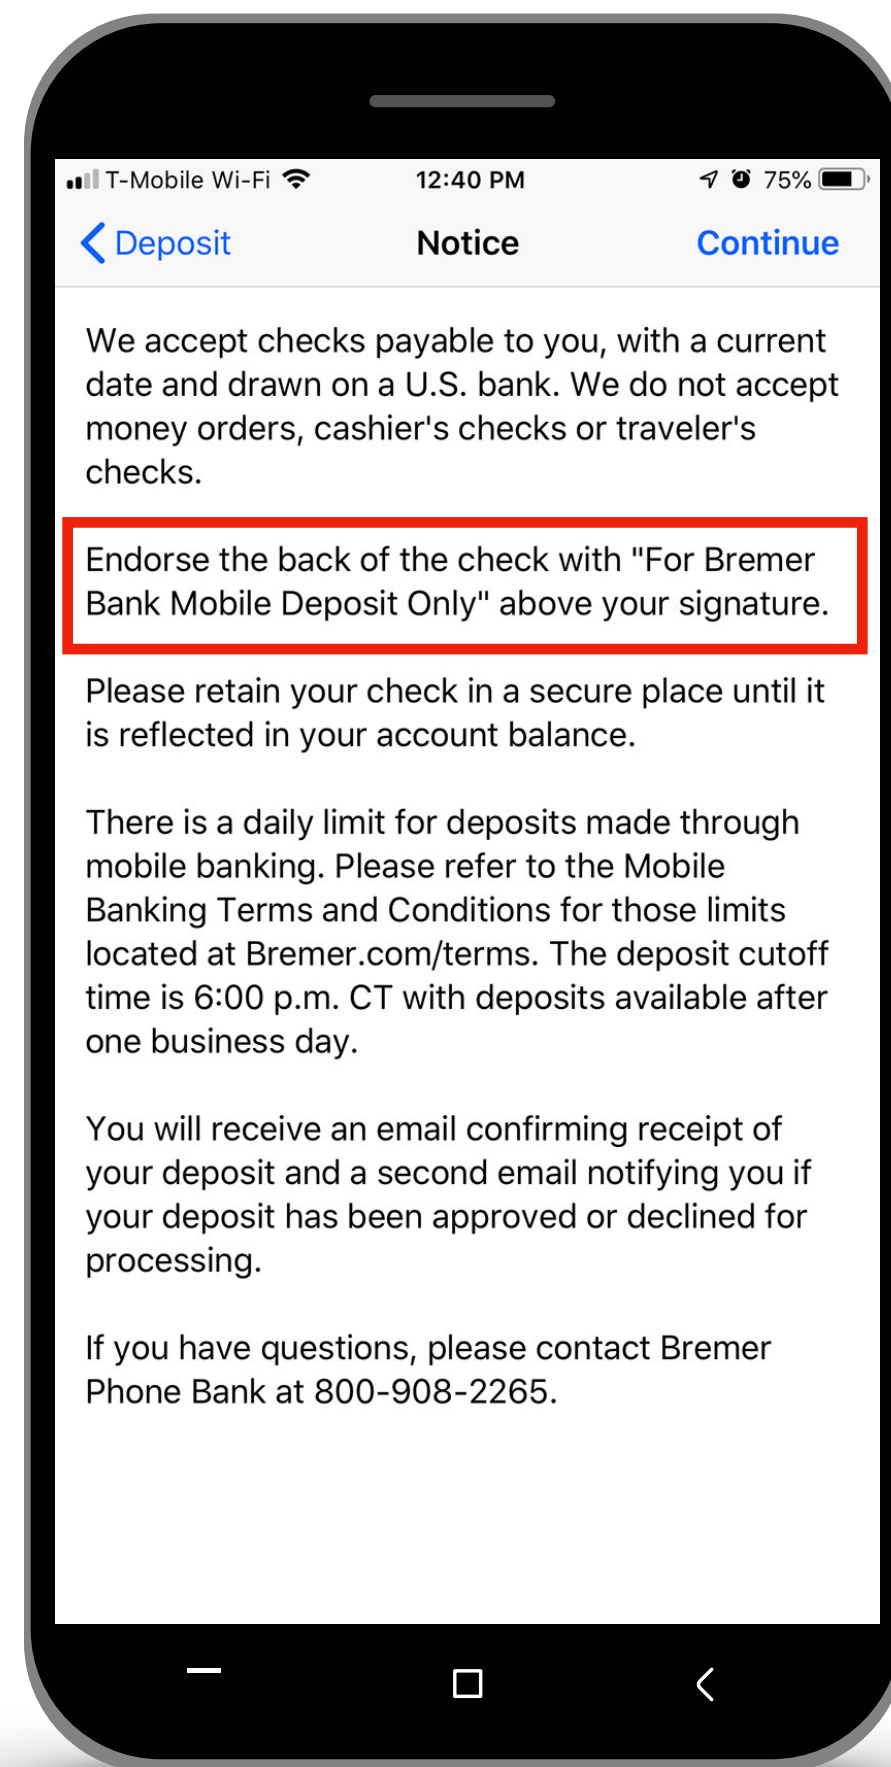 T-Mobile Wi-Fi 12:40 PM 75%
Deposit Notice Continue
We accept checks payable to you, with a current
date and drawn on a U.S. bank. We do not accept
money orders, cashier's checks or traveler's
checks.
Endorse the back of the check with "For Bremer
Bank Mobile Deposit Only" above your signature.
Please retain your check in a secure place until it
is reflected in your account balance.
There is a daily limit for deposits made through
mobile banking. Please refer to the Mobile
Banking Terms and Conditions for those limits
located at Bremer.com/terms. The deposit cutoff
time is 6:00 p.m. CT with deposits available after
one business day.
You will receive an email confirming receipt of
your deposit and a second email notifying you if
your deposit has been approved or declined for
processing.
If you have questions, please contact Bremer
Phone Bank at 800-908-2265.